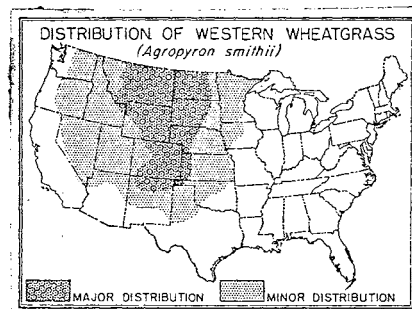 DISTRIBUTION OF WESTERN WHEATGRASS
(Agropyron smithii)
MAJOR DISTRIBUTION
MINOR DISTRIBUTION